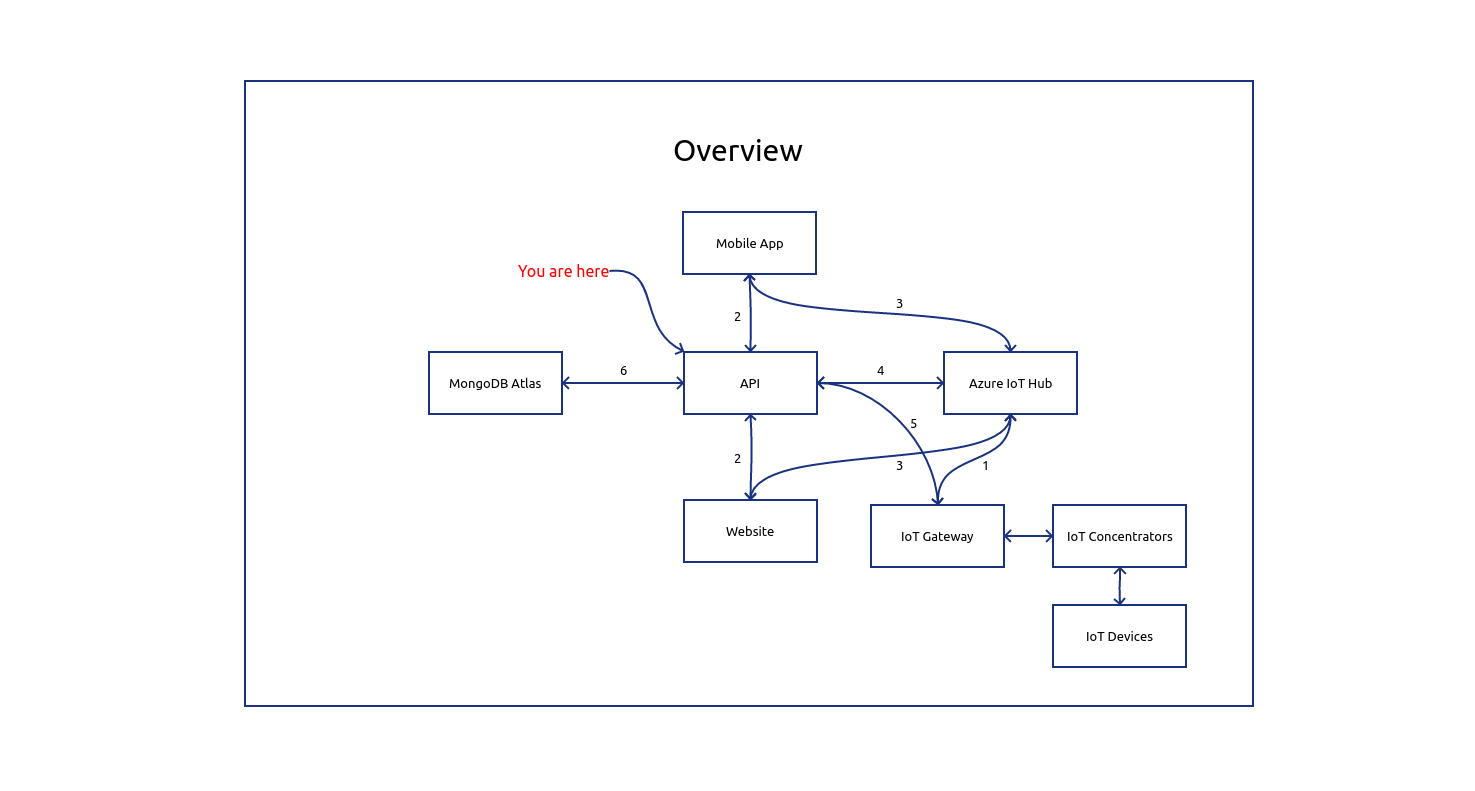 Overview
Mobile App
You are here
3
2
6
4
MongoDB Atlas
API
Azure IoT Hub
5
2
3
1
Website
IoT Gateway
IoT Concentrators
IoT Devices